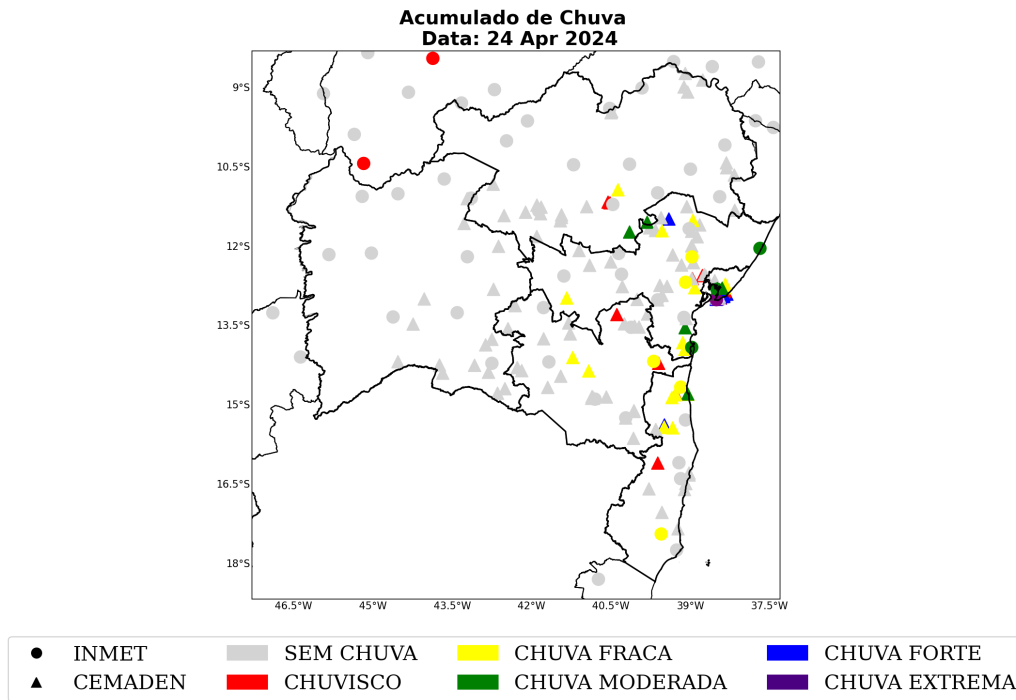 Acumulado de Chuva
Data: 24 Apr 2024
9°S
10.5°S
12°S
13.5°S
15°S
16.5°S
18°S
46.5°W 45°W 43.5°W 42°W 40.5°W 39°W 37.5°W
INMET SEM CHUVA CHUVA FRACA CHUVA FORTE
CEMADEN CHUVISCO CHUVA MODERADA CHUVA EXTREMA